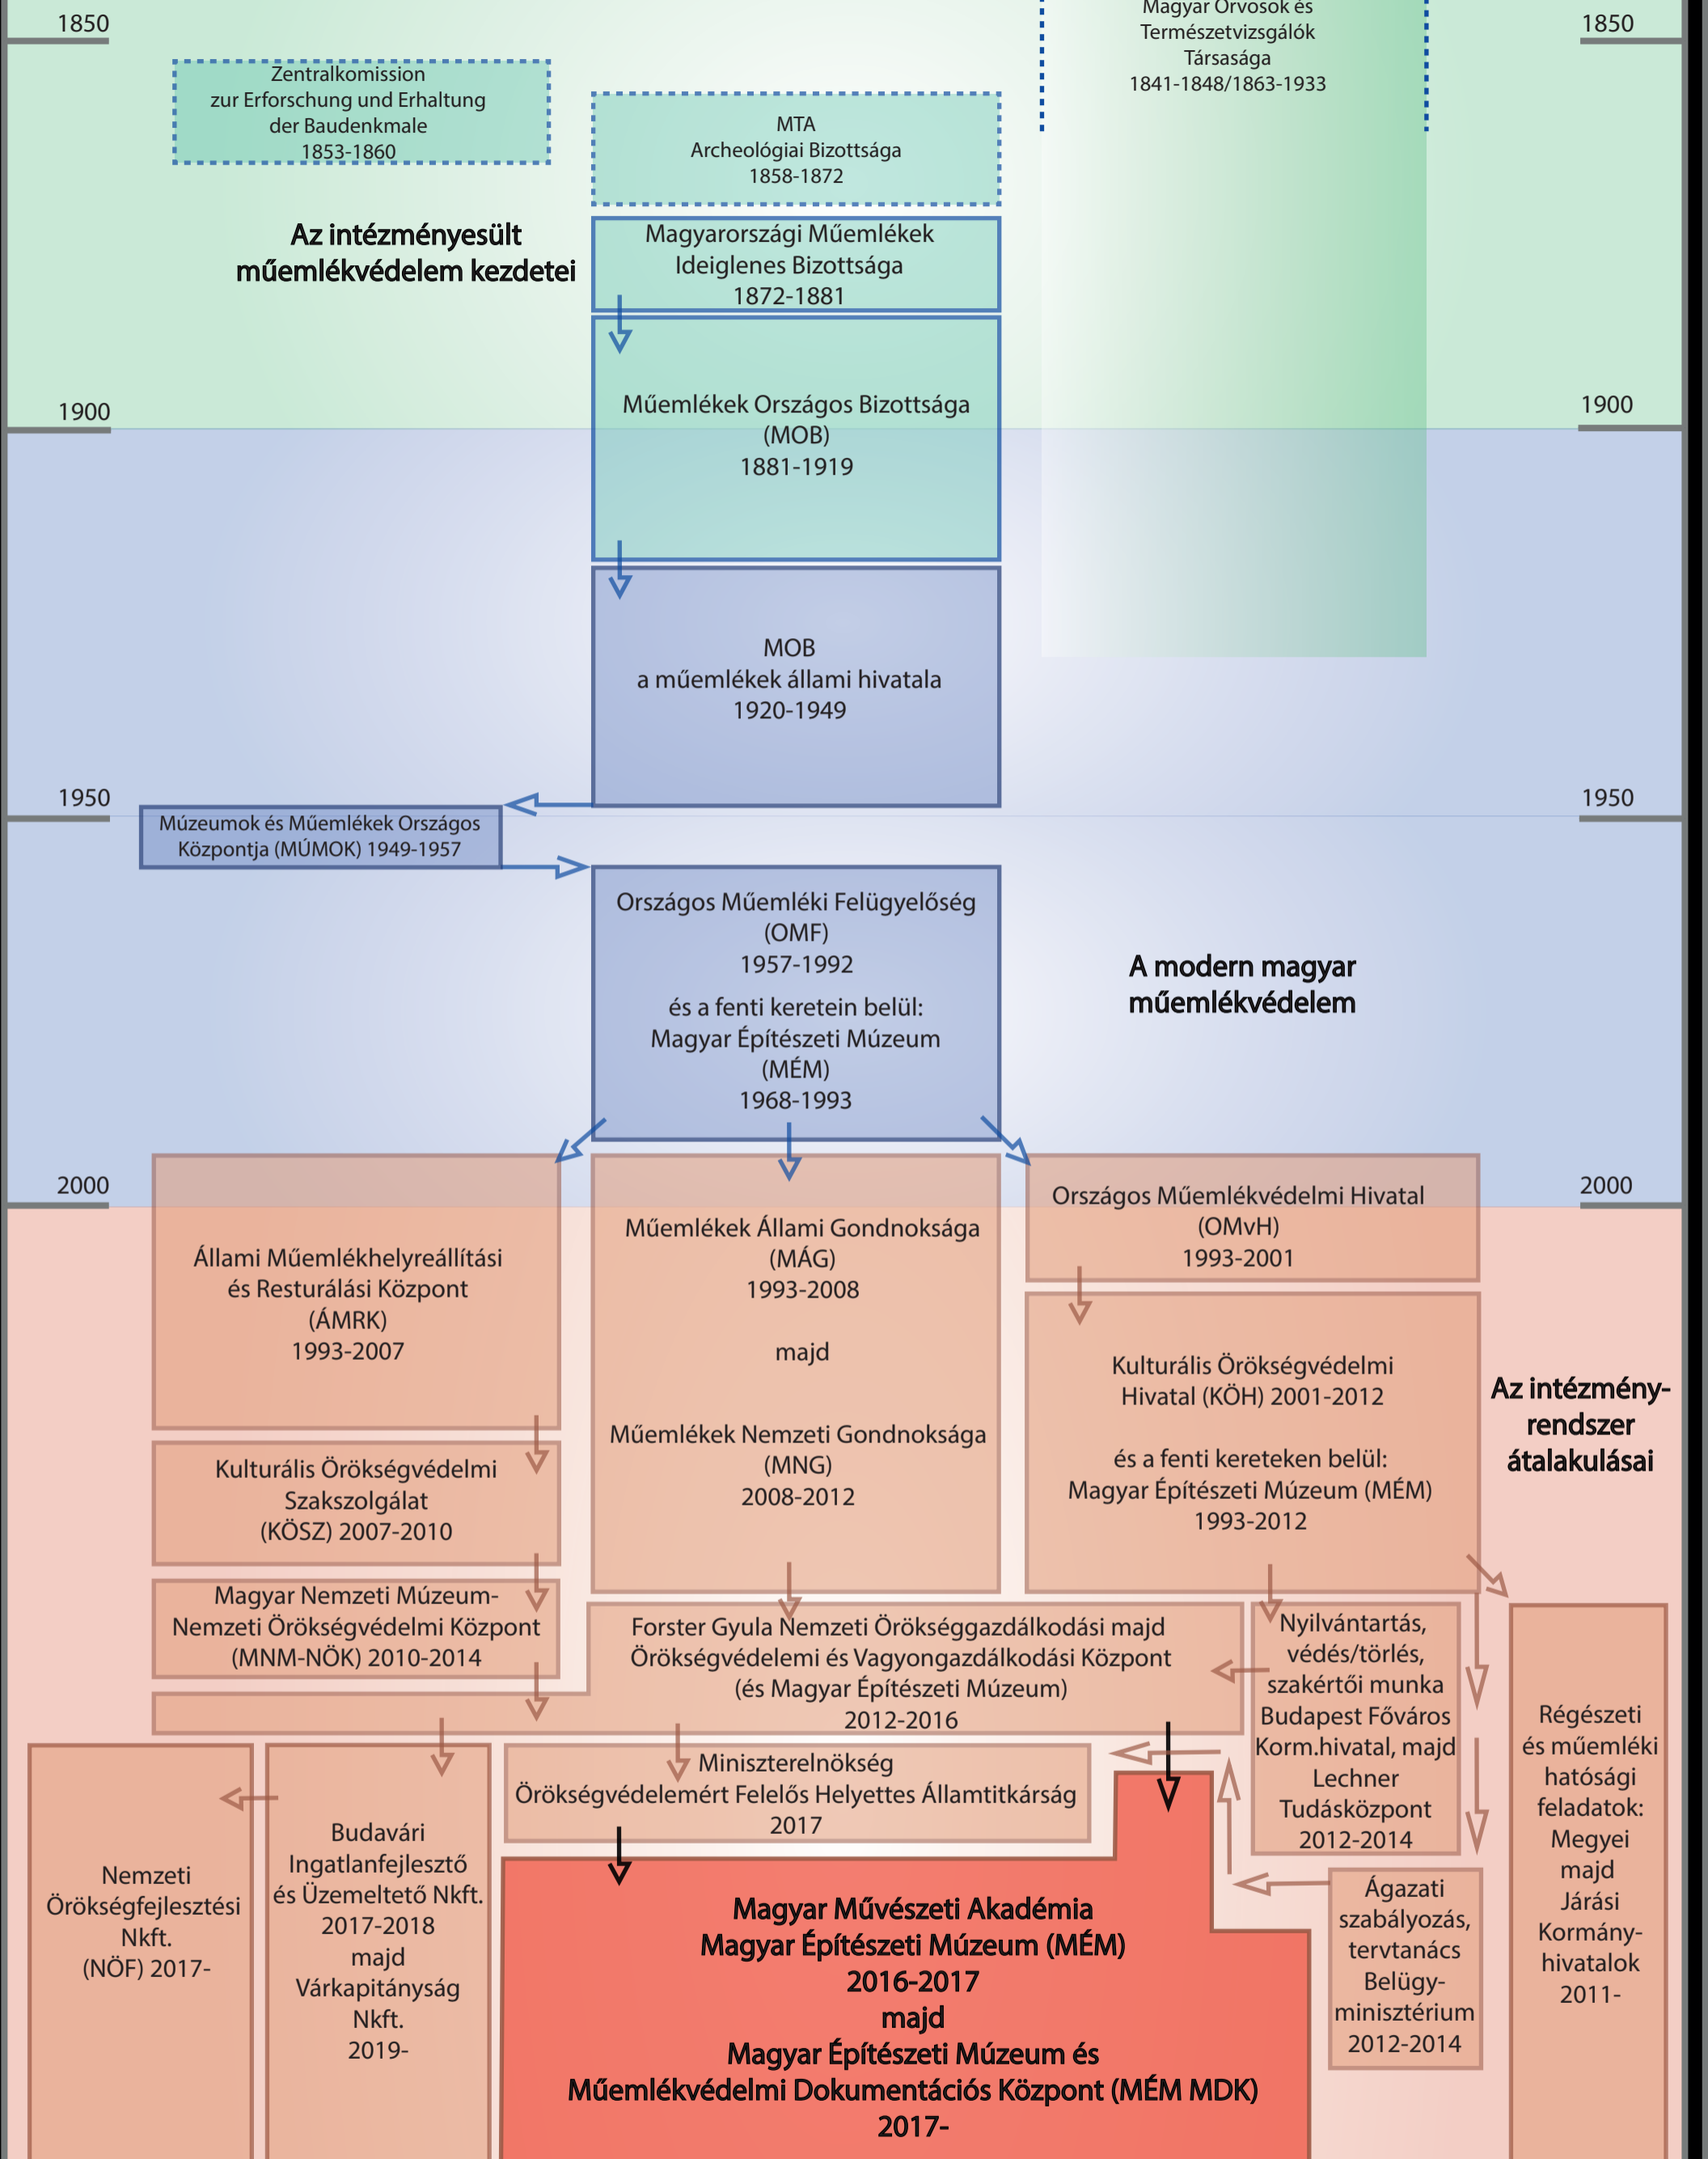 Magyar Orvosok és
Természetvizsgálók
Társasága
1841-1848/1863-1933
1850
1850
Zentralkomission
zur Erforschung und Erhaltung
der Baudenkmale
1853-1860
MTA
Archeológiai Bizottsága
1858-1872
Az intézményesült
műemlékvédelem kezdetei
Magyarországi Műemlékek
Ideiglenes Bizottsága
1872-1881
Műemlékek Országos Bizottsága
(MOB)
1881-1919
1900
1900
MOB
a műemlékek állami hivatala
1920-1949
1950
1950
Múzeumok és Műemlékek Országos
Központja (MÚMOK) 1949-1957
Országos Műemléki Felügyelőség
(OMF)
1957-1992
és a fenti keretein belül:
Magyar Építészeti Múzeum
(MÉM)
1968-1993
A modern magyar
műemlékvédelem
2000
2000
Állami Műemlékhelyreállítási
és Resturálási Központ
(ÁMRK)
1993-2007
Műemlékek Állami Gondnoksága
(MÁG)
1993-2008
majd
Műemlékek Nemzeti Gondnoksága
(MNG)
2008-2012
Országos Műemlékvédelmi Hivatal
(OMvH)
1993-2001
Kulturális Örökségvédelmi
Hivatal (KÖH) 2001-2012
és a fenti kereteken belül:
Magyar Építészeti Múzeum (MÉM)
1993-2012
Az intézmény-
rendszer
átalakulásai
Kulturális Örökségvédelmi
Szakszolgálat
(KÖSZ) 2007-2010
Magyar Nemzeti Múzeum-
Nemzeti Örökségvédelmi Központ
(MNM-NÖK) 2010-2014
Forster Gyula Nemzeti Örökséggazdálkodási majd
Örökségvédelemi és Vagyongazdálkodási Központ
(és Magyar Építészeti Múzeum)
2012-2016
Nyilvántartás,
védés/törlés,
szakértői munka
Budapest Főváros
Korm.hivatal, majd
Lechner
Tudásközpont
2012-2014
Régészeti
és műemléki
hatósági
feladatok:
Megyei
majd
Járási
Kormány-
hivatalok
2011-
Miniszterelnökség
Örökségvédelemért Felelős Helyettes Államtitkárság
2017
Nemzeti
Örökségfejlesztési
Nkft.
(NÖF) 2017-
Budavári
Ingatlanfejlesztő
és Üzemeltető Nkft.
2017-2018
majd
Várkapitányság
Nkft.
2019-
Magyar Művészeti Akadémia
Magyar Építészeti Múzeum (MÉM)
2016-2017
majd
Magyar Építészeti Múzeum és
Műemlékvédelmi Dokumentációs Központ (MÉM MDK)
2017-
Ágazati
szabályozás,
tervtanács
Belügy-
minisztérium
2012-2014